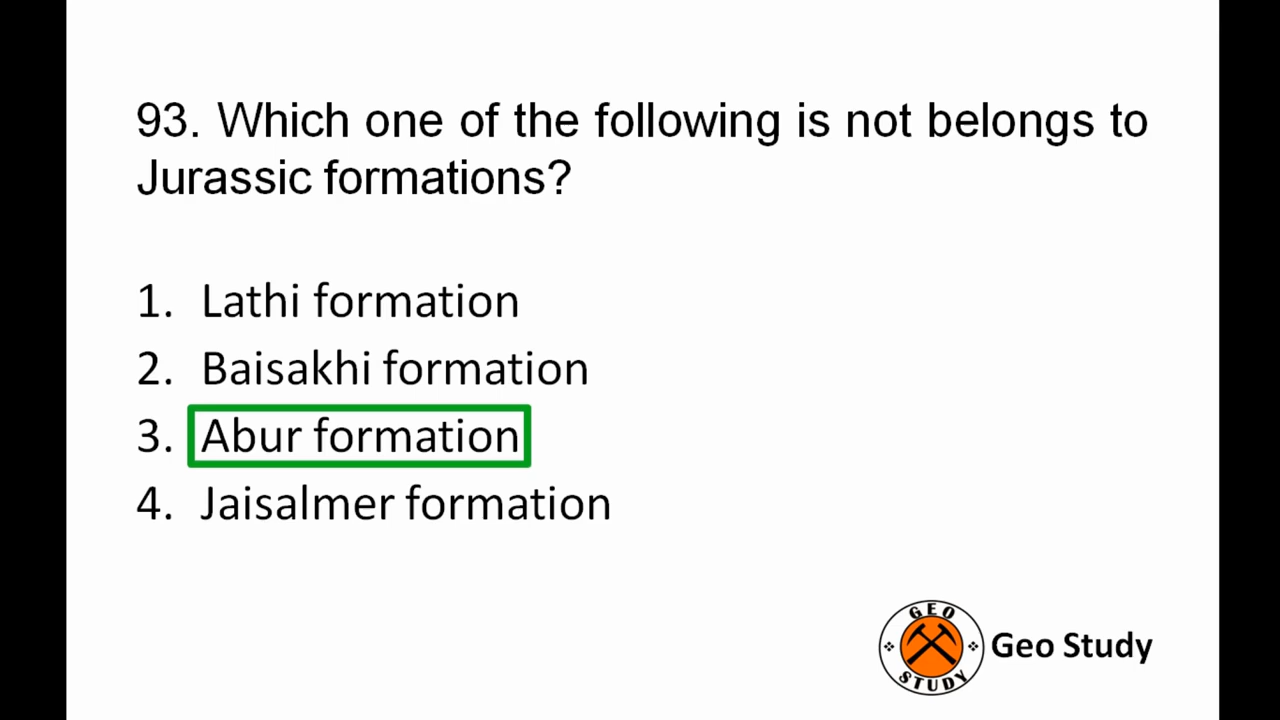 93. Which one of the following is not belongs to
Jurassic formations?
1. Lathi formation
2. Baisakhi formation
3. Abur formation
4. Jaisalmer formation
GEO
STUDY
Geo Study